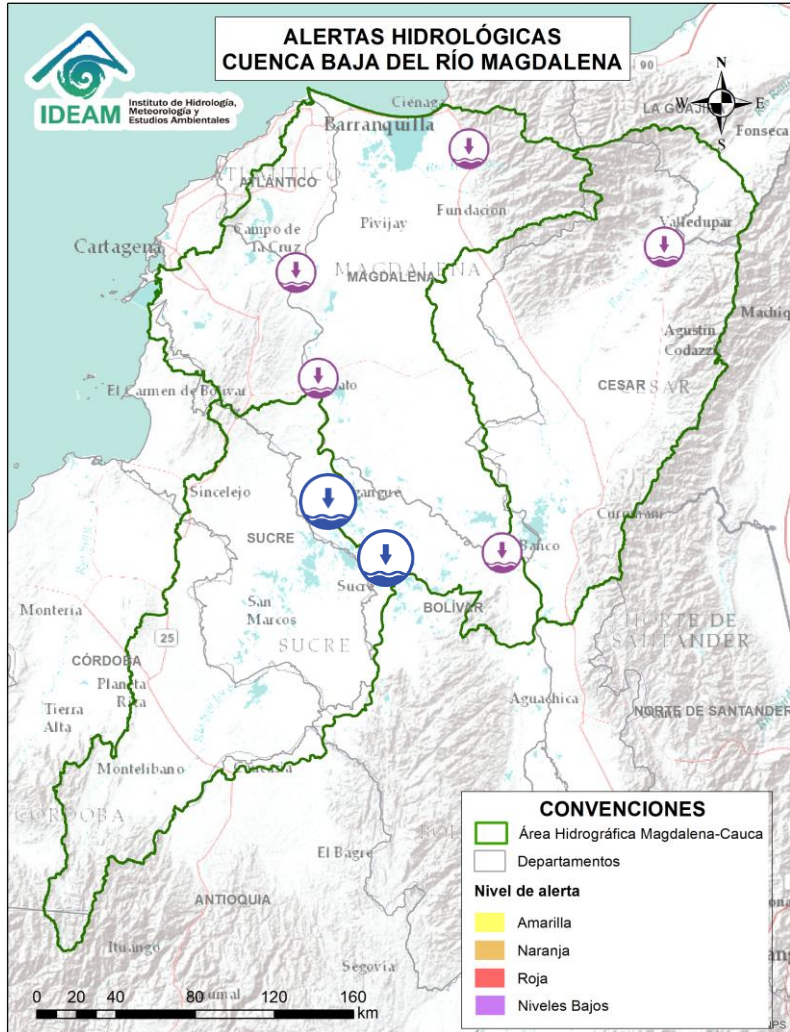 ALERTAS HIDROLÓGICAS
CUENCA BAJA DEL RÍO MAGDALENA
IDEAM
Instituto de Hidrología,
Meteorología y
Estudios Ambientales
N
W
E
S
90
LA GUAJIRA
Fonseca
Ciénaga
Barranquilla
ATLÁNTICO
ATLÁNTICO
Fundación
Pivijay
Valledupar
Campo de
la Cruz
Cartagena
MAGDALENA
MAGDALENA
Agustín
Codazzi
CESAR
CESAR
El Carmen de Bolívar
Sincelejo
SUCRE
Banco
Sucre
BOLÍVAR
San
Marcos
SUCRE
Montería
25
CÓRDOBA
Planeta
Rica
Tierra
Alta
NORTE DE
SANTANDER
NORTE DE SANTANDER
Aguachica
Montelíbano
CÓRDOBA
El Bagre
ANTIOQUIA
Ituango
Segovia
CONVENCIONES
Área Hidrográfica Magdalena-Cauca
Departamentos
Nivel de alerta
Amarilla
Naranja
Roja
Niveles Bajos
0 20 40 80 120 160
km